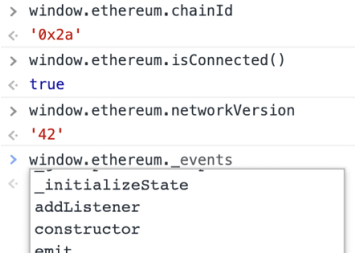 window.ethereum.chainId
'0x2a'
window.ethereum.isConnected()
true
window.ethereum.networkVersion
'42'
window.ethereum._events
_initializeState
addListener
constructor
emit